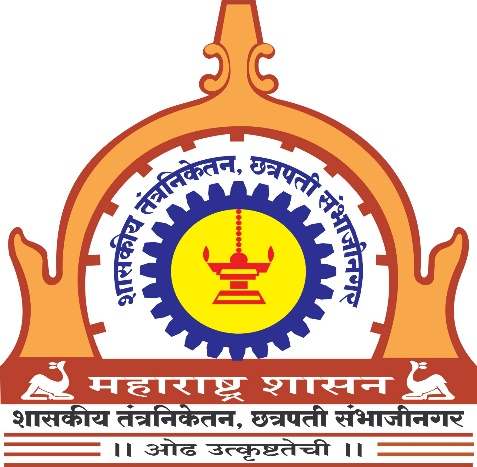 शासकीय तंत्रनिकेतन, छत्रपती संभाजीनगर
महाराष्ट्र शासन
शासकीय तंत्रनिकेतन, छत्रपती संभाजीनगर
।। ओढ उत्कृष्टतेची ।।